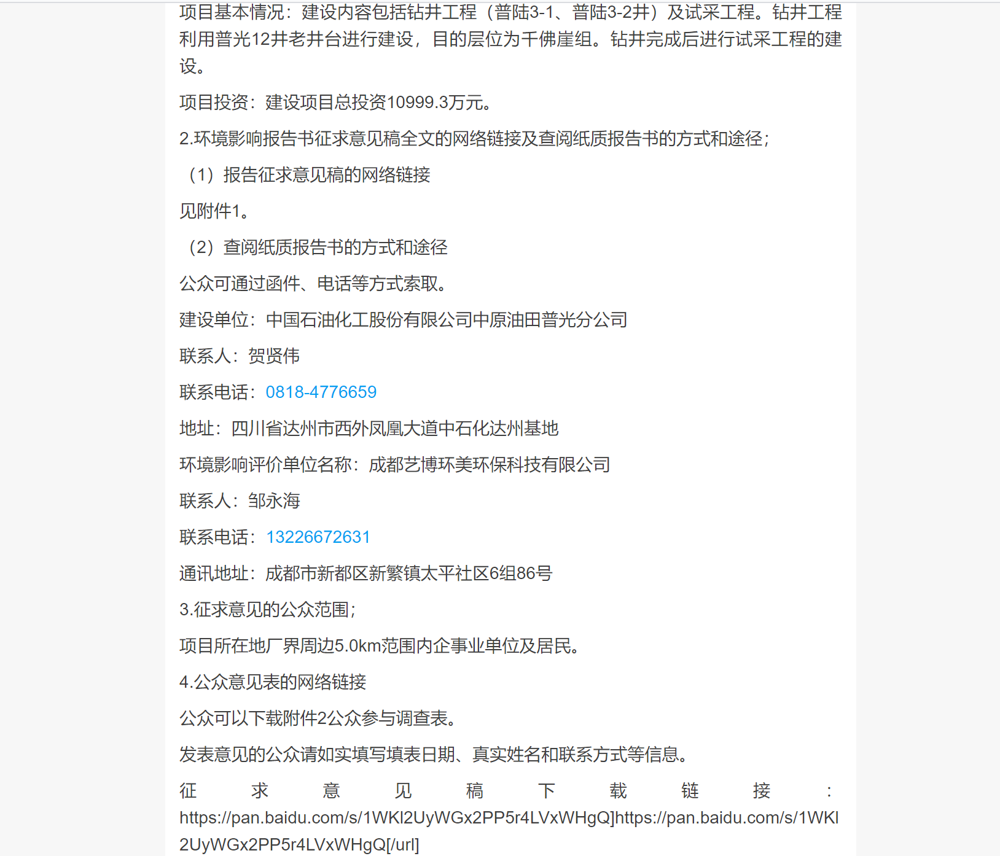 项目基本情况：建设内容包括钻井工程（普陆3-1、普陆3-2井）及试采工程。钻井工程
利用普光12井老井台进行建设，目的层位为千佛崖组。钻井完成后进行试采工程的建
设。
项目投资：建设项目总投资10999.3万元。
2.环境影响报告书征求意见稿全文的网络链接及查阅纸质报告书的方式和途径；
（1）报告征求意见稿的网络链接
见附件1。
（2）查阅纸质报告书的方式和途径
公众可通过函件、电话等方式索取。
建设单位：中国石油化工股份有限公司中原油田普光分公司
联系人：贺贤伟
联系电话：0818-4776659
地址：四川省达州市西外凤凰大道中石化达州基地
环境影响评价单位名称：成都艺博环美环保科技有限公司
联系人：邹永海
联系电话：13226672631
通讯地址：成都市新都区新繁镇太平社区6组86号
3.征求意见的公众范围；
项目所在地厂界周边5.0km范围内企事业单位及居民。
4.公众意见表的网络链接
公众可以下载附件2公众参与调查表。
发表意见的公众请如实填写填表日期、真实姓名和联系方式等信息。
征求意见稿下载链接：
https://pan.baidu.com/s/1WKl2UyWGx2PP5r4LVxWHgQ]https://pan.baidu.com/s/1WKl
2UyWGx2PP5r4LVxWHgQ[/url]